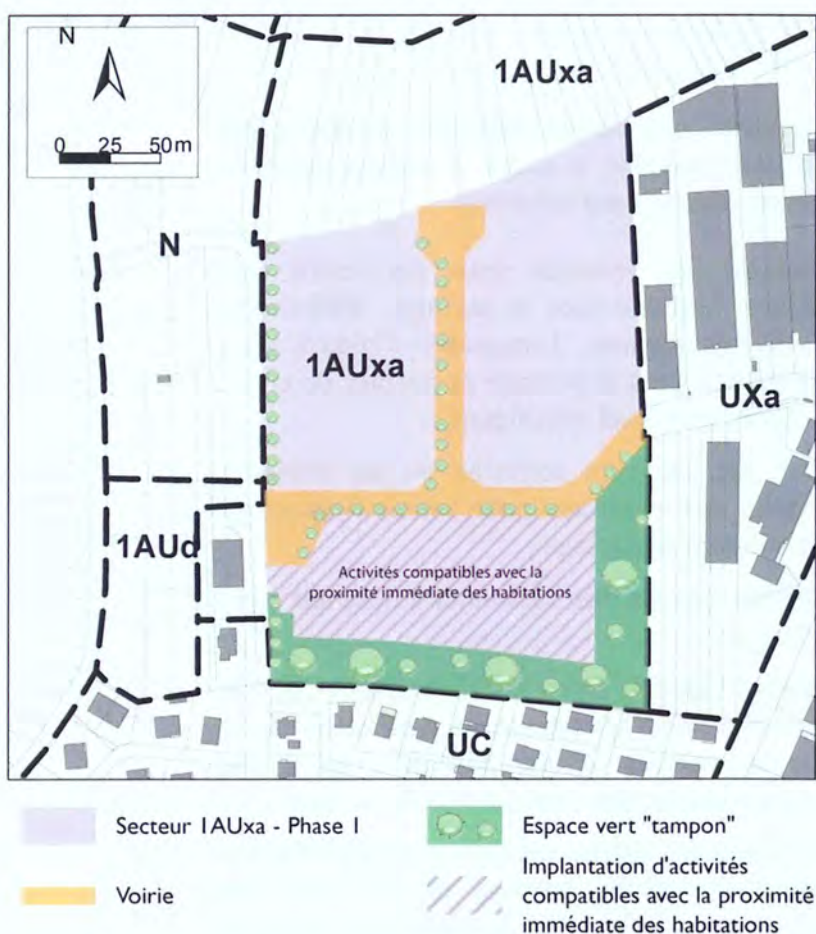 N
1AUxa
0 25 50m
N
1AUxa
UXa
1AUd
Activités compatibles avec la
proximité immédiate des habitations
UC
Secteur 1AUxa - Phase 1
Espace vert "tampon"
Voirie
Implantation d'activités
compatibles avec la proximité
immédiate des habitations